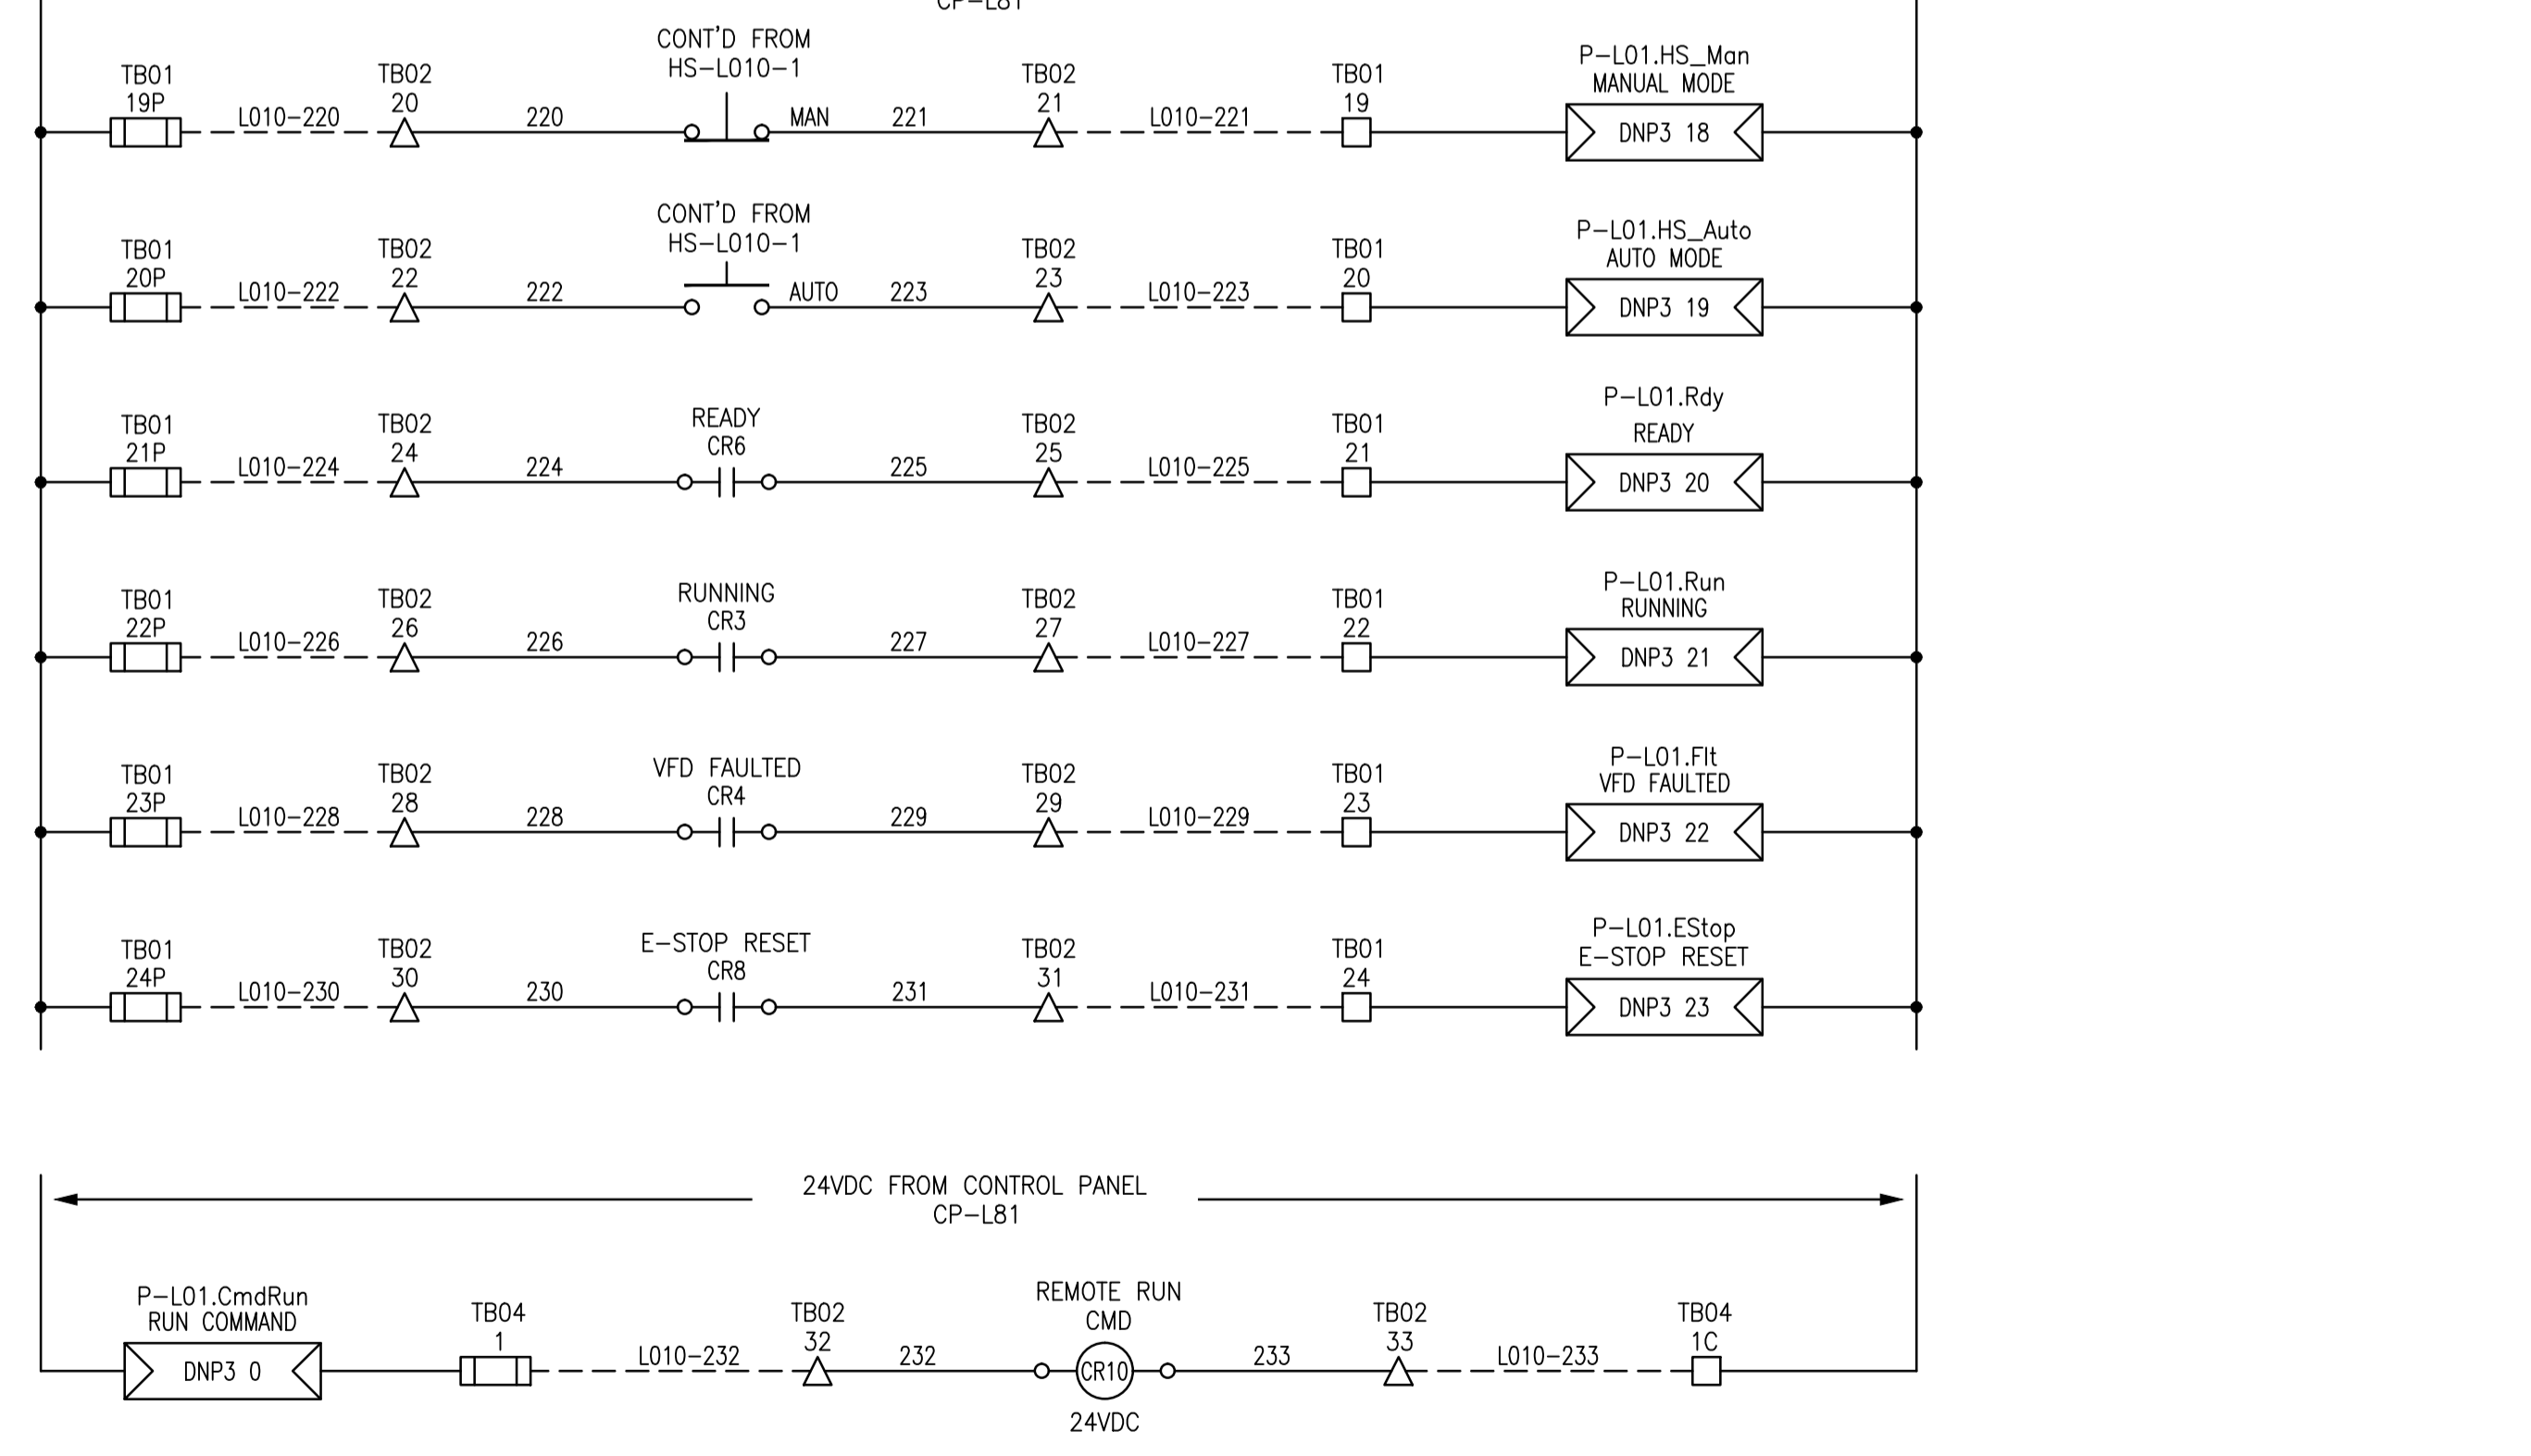 CP-L81
CONT'D FROM
HS-L010-1
TB01
19P
L010-220
TB02
20
220
MAN
221
TB02
21
L010-221
TB01
19
P-L01.HS_Man
MANUAL MODE
DNP3 18
CONT'D FROM
HS-L010-1
TB01
20P
L010-222
TB02
22
222
AUTO
223
TB02
23
L010-223
TB01
20
P-L01.HS_Auto
AUTO MODE
DNP3 19
TB01
21P
L010-224
TB02
24
224
READY
CR6
225
TB02
25
L010-225
TB01
21
P-L01.Rdy
READY
DNP3 20
TB01
22P
L010-226
TB02
26
226
RUNNING
CR3
227
TB02
27
L010-227
TB01
22
P-L01.Run
RUNNING
DNP3 21
TB01
23P
L010-228
TB02
28
228
VFD FAULTED
CR4
229
TB02
29
L010-229
TB01
23
P-L01.Flt
VFD FAULTED
DNP3 22
TB01
24P
L010-230
TB02
30
230
E-STOP RESET
CR8
231
TB02
31
L010-231
TB01
24
P-L01.EStop
E-STOP RESET
DNP3 23
24VDC FROM CONTROL PANEL
CP-L81
P-L01.CmdRun
RUN COMMAND
DNP3 0
TB04
1
L010-232
TB02
32
232
REMOTE RUN
CMD
CR10
24VDC
233
TB02
33
L010-233
TB04
1C